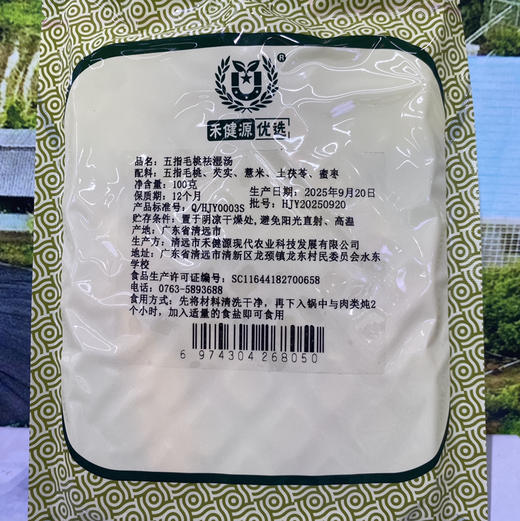 U
®
禾健源优选
品名：五指毛桃祛湿汤
配料：五指毛桃、芡实、薏米、土茯苓、蜜枣
净含量：100克
生产日期：2025年9月20日
保质期：12个月
批号：HJY20250920
产品标准号：Q/HJY0003S
贮存条件：置于阴凉干燥处,避免阳光直射、高温
产地：广东省清远市
生产方：清远市禾健源现代农业科技发展有限公司
地址：广东省清远市清新区龙颈镇龙东村民委员会水东
学校
食品生产许可证编号：SC11644182700658
电话：0763-5893688
食用方式：先将材料清洗干净，再下入锅中与肉类炖2
个小时，加入适量的食盐即可食用
6 974304 268050